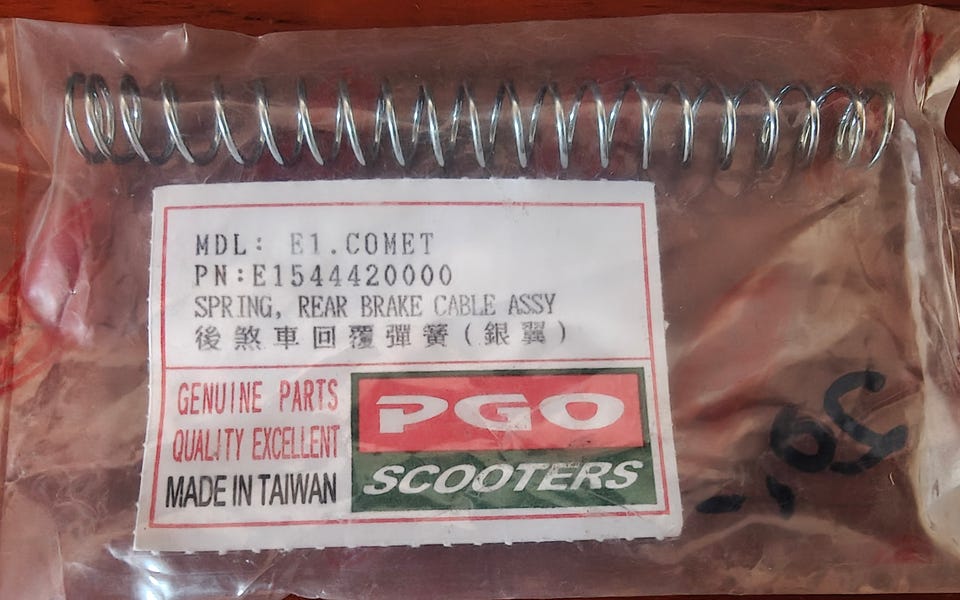 MDL: E1.COMET
PN:E1544420000
SPRING, REAR BRAKE CABLE ASSY
後煞車回覆彈簧(銀翼)
GENUINE PARTS
QUALITY EXCELLENT
MADE IN TAIWAN
PGO
SCOOTERS
20,-